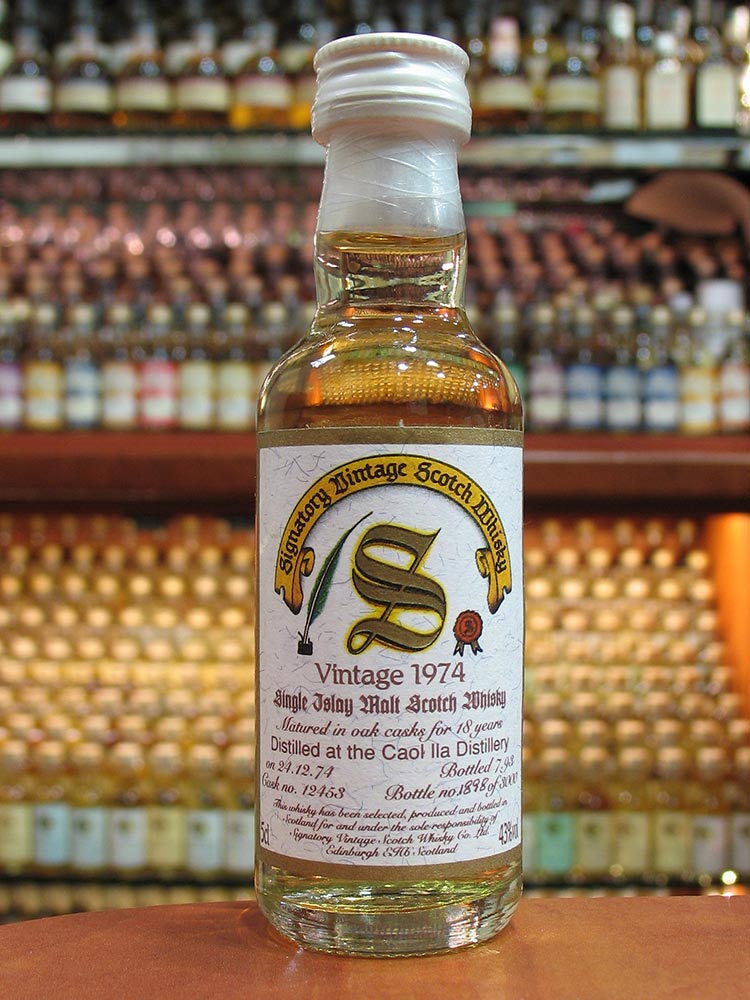 Signatory Vintage Scotch Whisky
S
S
Vintage 1974
Single Islay Malt Scotch Whisky
Matured in oak casks for 18 years
Distilled at the Caol Ila Distillery
on 24.12.74 Bottled 7.93
Cask no. 12453 Bottle no. 1898 of 3000
This whisky has been selected, produced and bottled in
Scotland for and under the sole responsibility of
5cl Signatory Vintage Scotch Whisky Co. Ltd. 43%
Edinburgh EH6 Scotland